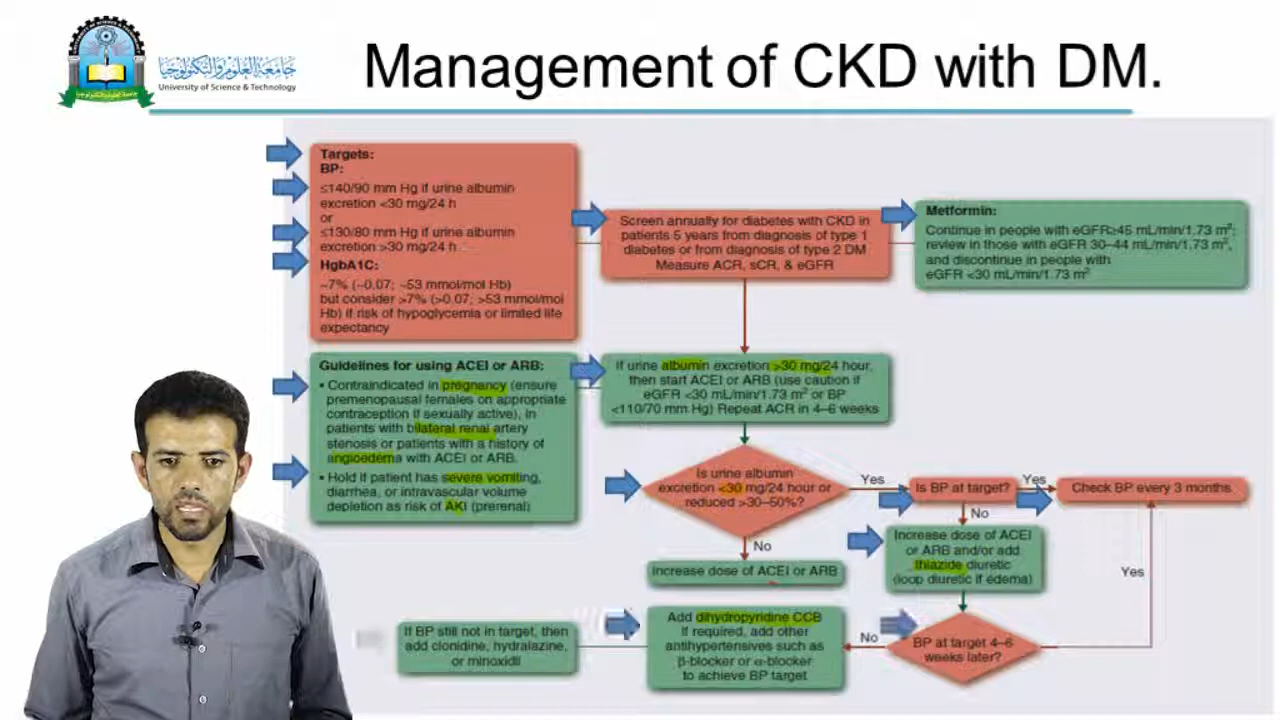 جامعة العلوم والتكنولوجيا
University of Science & Technology
Management of CKD with DM.
Targets:
BP:
≤140/90 mm Hg if urine albumin
excretion <30 mg/24 h
or
≤130/80 mm Hg if urine albumin
excretion >30 mg/24 h
HgbA1C:
~7% (~0.07; ~53 mmol/mol Hb)
but consider >7% (>0.07; >53 mmol/mol
Hb) if risk of hypoglycemia or limited life
expectancy
Screen annually for diabetes with CKD in
patients 5 years from diagnosis of type 1
diabetes or from diagnosis of type 2 DM
Measure ACR, sCR, & eGFR
Metformin:
Continue in people with eGFR≥45 mL/min/1.73 m²;
review in those with eGFR 30–44 mL/min/1.73 m²,
and discontinue in people with
eGFR <30 mL/min/1.73 m²
Guidelines for using ACEI or ARB:
• Contraindicated in pregnancy (ensure
premenopausal females on appropriate
contraception if sexually active), in
patients with bilateral renal artery
stenosis or patients with a history of
angioedema with ACEI or ARB.
• Hold if patient has severe vomiting,
diarrhea, or intravascular volume
depletion as risk of AKI (prerenal)
If urine albumin excretion >30 mg/24 hour,
then start ACEI or ARB (use caution if
eGFR <30 mL/min/1.73 m² or BP
<110/70 mm Hg) Repeat ACR in 4–6 weeks
Is urine albumin
excretion <30 mg/24 hour or
reduced >30–50%?
Yes
Is BP at target?
Yes
Check BP every 3 months
No
No
Increase dose of ACEI or ARB
Increase dose of ACEI
or ARB and/or add
thiazide diuretic
(loop diuretic if edema)
Yes
BP at target 4–6
weeks later?
No
Add dihydropyridine CCB
If required, add other
antihypertensives such as
β-blocker or α-blocker
to achieve BP target
If BP still not in target, then
add clonidine, hydralazine,
or minoxidil